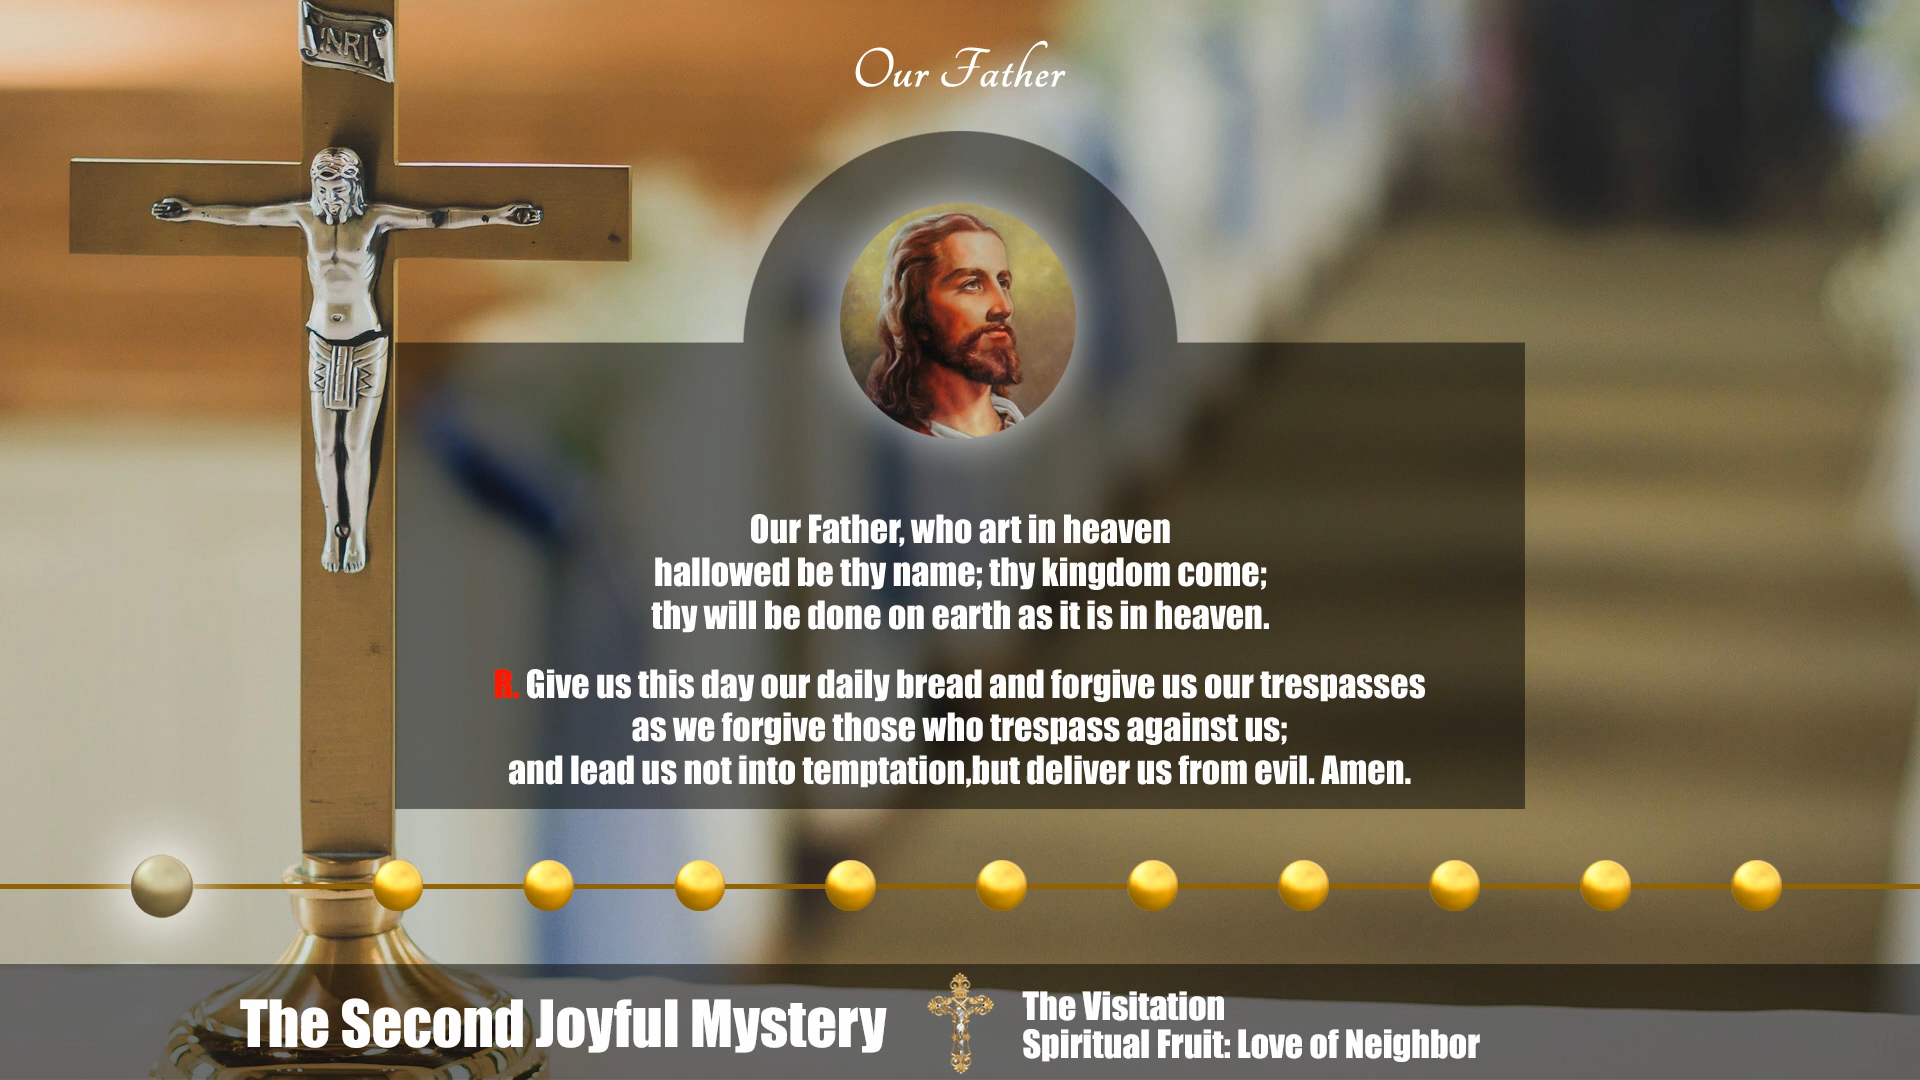 INRI
Our Father
Our Father, who art in heaven
hallowed be thy name; thy kingdom come;
thy will be done on earth as it is in heaven.
R. Give us this day our daily bread and forgive us our trespasses
as we forgive those who trespass against us;
and lead us not into temptation,but deliver us from evil. Amen.
The Second Joyful Mystery
The Visitation
Spiritual Fruit: Love of Neighbor